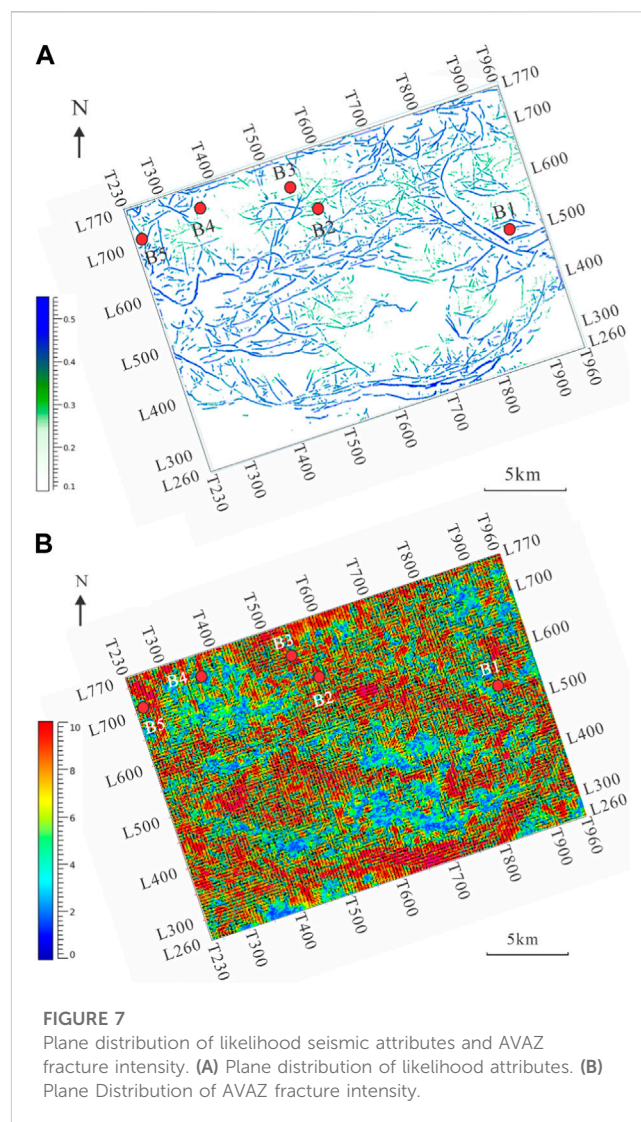 A
N
T230
T300
T400
T500
T600
T700
T800
T900
T960
L770
L700
L600
L500
L400
L300
L260
L770
L700
L600
L500
L400
L300
L260
T230
T300
T400
T500
T600
T700
T800
T900
T960
B3
B4
B2
B1
B5
0.5
0.4
0.3
0.2
0.1
5km
B
N
T230
T300
T400
T500
T600
T700
T800
T900
T960
L770
L700
L600
L500
L400
L300
L260
L770
L700
L600
L500
L400
L300
L260
T230
T300
T400
T500
T600
T700
T800
T900
T960
B3
B4
B2
B1
B5
10
8
6
4
2
0
5km
FIGURE 7
Plane distribution of likelihood seismic attributes and AVAZ
fracture intensity. (A) Plane distribution of likelihood attributes. (B)
Plane Distribution of AVAZ fracture intensity.